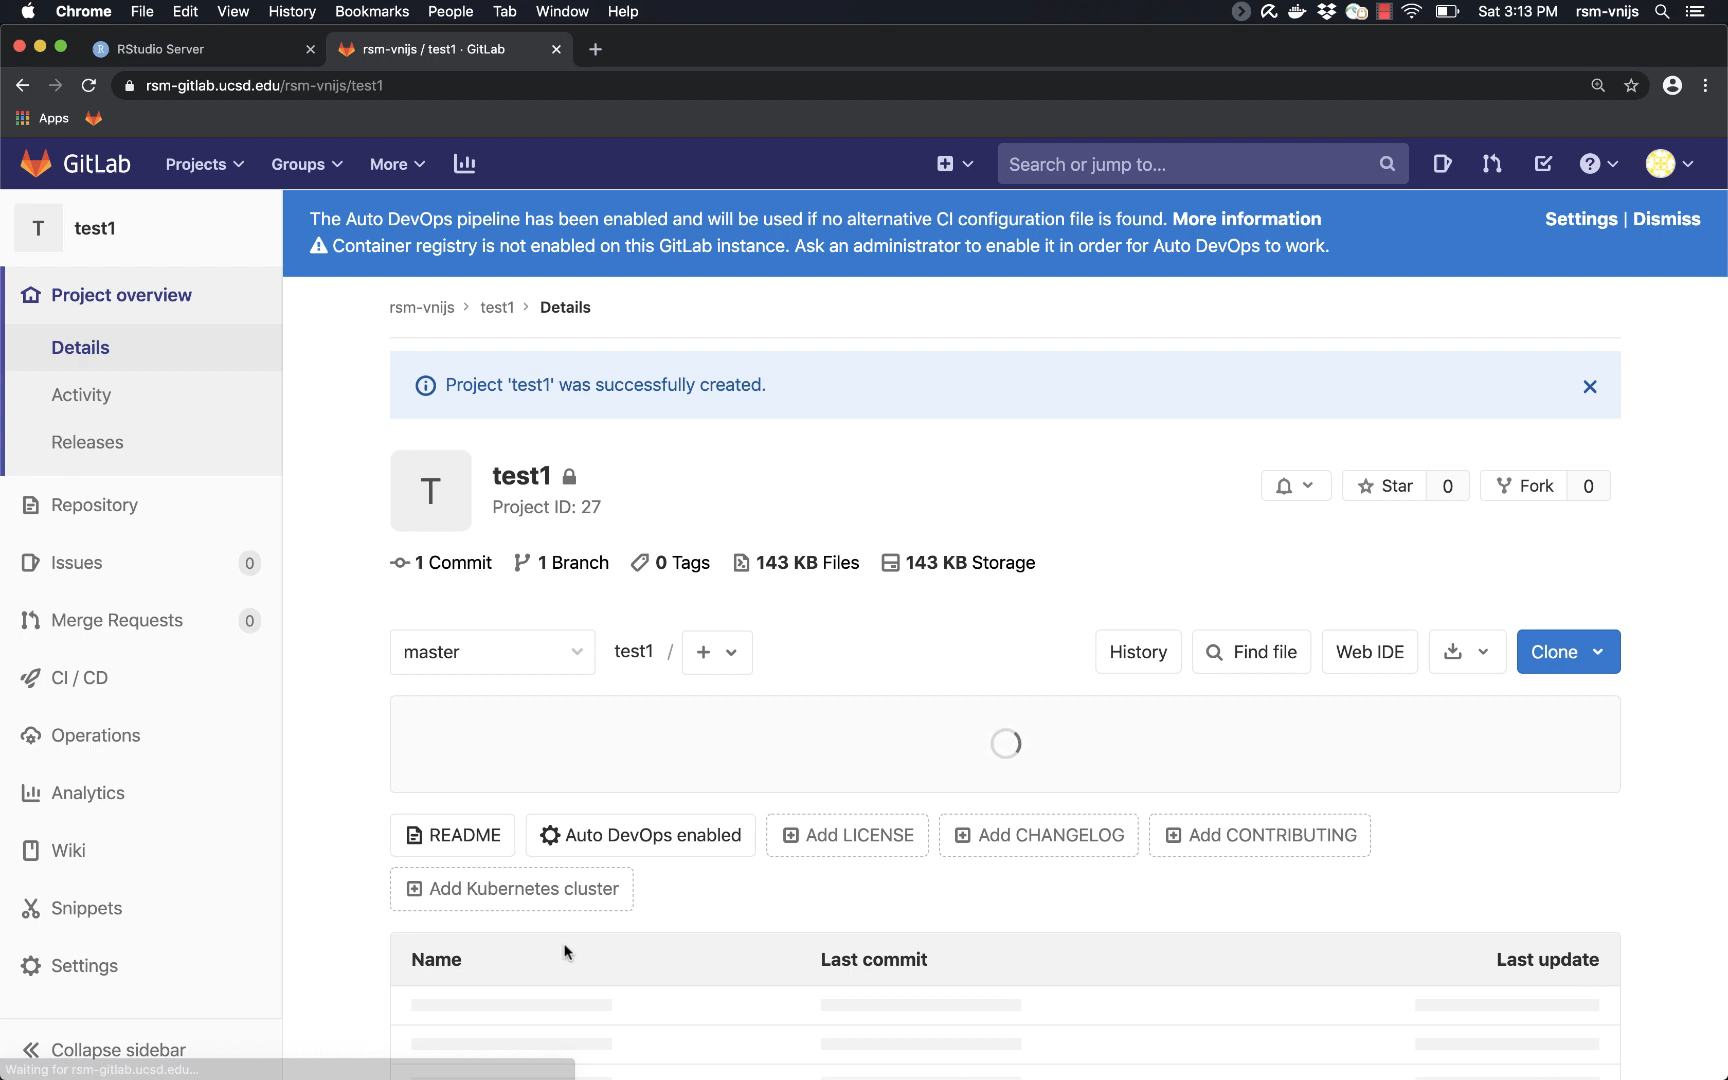 Chrome File Edit View History Bookmarks People Tab Window Help Sat 3:13 PM rsm-vnijs
RStudio Server rsm-vnijs / test1 · GitLab
rsm-gitlab.ucsd.edu/rsm-vnijs/test1
Apps
GitLab Projects Groups More Search or jump to...
T test1
The Auto DevOps pipeline has been enabled and will be used if no alternative CI configuration file is found. More information Settings | Dismiss
Container registry is not enabled on this GitLab instance. Ask an administrator to enable it in order for Auto DevOps to work.
Project overview
Details
Activity
Releases
Repository
Issues 0
Merge Requests 0
CI / CD
Operations
Analytics
Wiki
Snippets
Settings
Collapse sidebar
Waiting for rsm-gitlab.ucsd.edu...
rsm-vnijs > test1 > Details
Project 'test1' was successfully created.
T
test1
Project ID: 27
Star 0 Fork 0
1 Commit 1 Branch 0 Tags 143 KB Files 143 KB Storage
master test1 / + History Find file Web IDE Clone
README Auto DevOps enabled Add LICENSE Add CHANGELOG Add CONTRIBUTING
Add Kubernetes cluster
Name Last commit Last update